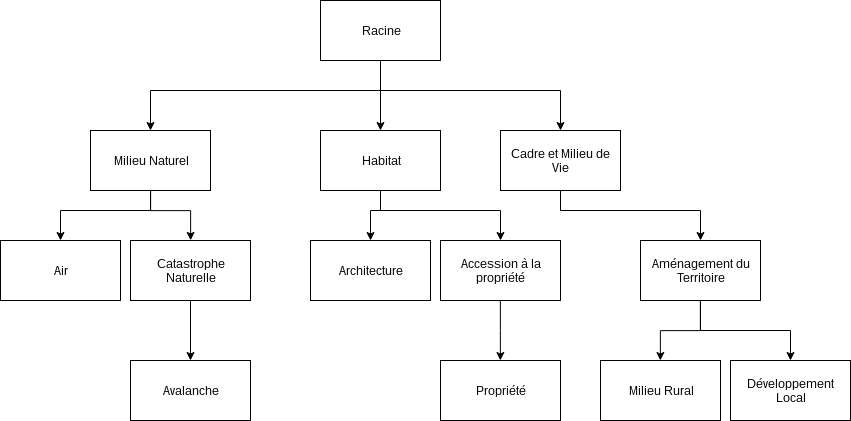 Racine
Milieu Naturel
Habitat
Cadre et Milieu de
Vie
Air
Catastrophe
Naturelle
Architecture
Accession à la
propriété
Aménagement du
Territoire
Avalanche
Propriété
Milieu Rural
Développement
Local